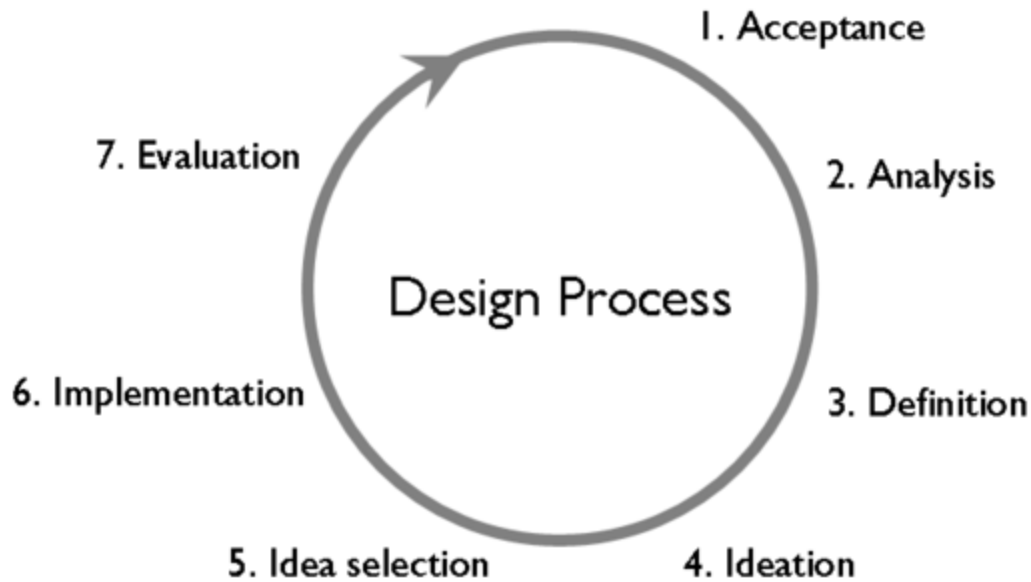 1. Acceptance
2. Analysis
3. Definition
4. Ideation
5. Idea selection
6. Implementation
7. Evaluation
Design Process